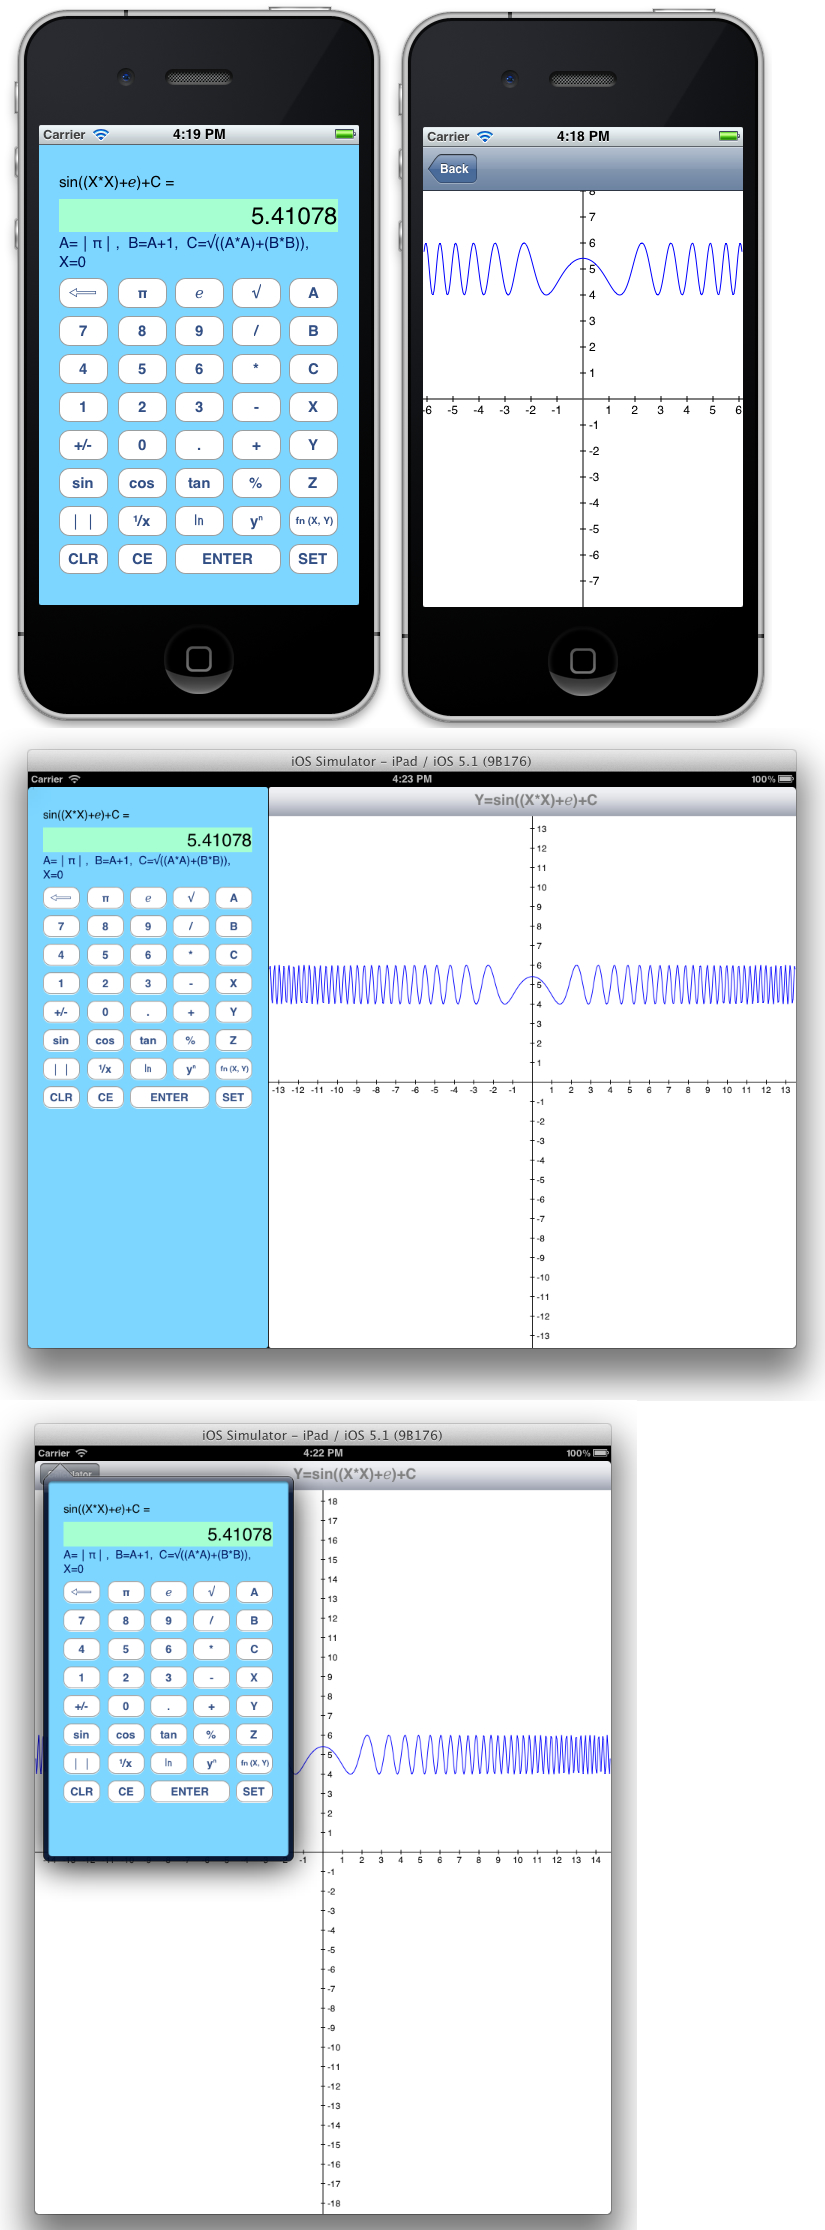 Carrier 4:19 PM
sin((X*X)+e)+C =
5.41078
A= | π | , B=A+1, C=√((A*A)+(B*B)),
X=0
π e √ A
7 8 9 / B
4 5 6 * C
1 2 3 - X
+/- 0 . + Y
sin cos tan % Z
| | 1/x ln yⁿ fn (X, Y)
CLR CE ENTER SET
Carrier 4:18 PM
Back
8
7
6
5
4
3
2
1
-6 -5 -4 -3 -2 -1 1 2 3 4 5 6
-1
-2
-3
-4
-5
-6
-7
iOS Simulator – iPad / iOS 5.1 (9B176)
Carrier 4:23 PM 100%
sin((X*X)+e)+C =
5.41078
A= | π | , B=A+1, C=√((A*A)+(B*B)),
X=0
π e √ A
7 8 9 / B
4 5 6 * C
1 2 3 - X
+/- 0 . + Y
sin cos tan % Z
| | 1/x ln yⁿ fn (X, Y)
CLR CE ENTER SET
Y=sin((X*X)+e)+C
13
12
11
10
9
8
7
6
5
4
3
2
1
-13 -12 -11 -10 -9 -8 -7 -6 -5 -4 -3 -2 -1 1 2 3 4 5 6 7 8 9 10 11 12 13
-1
-2
-3
-4
-5
-6
-7
-8
-9
-10
-11
-12
-13
iOS Simulator – iPad / iOS 5.1 (9B176)
Carrier 4:22 PM 100%
Y=sin((X*X)+e)+C
sin((X*X)+e)+C =
5.41078
A= | π | , B=A+1, C=√((A*A)+(B*B)),
X=0
π e √ A
7 8 9 / B
4 5 6 * C
1 2 3 - X
+/- 0 . + Y
sin cos tan % Z
| | 1/x ln yⁿ fn (X, Y)
CLR CE ENTER SET
18
17
16
15
14
13
12
11
10
9
8
7
6
5
4
3
2
1
-1 1 2 3 4 5 6 7 8 9 10 11 12 13 14
-1
-2
-3
-4
-5
-6
-7
-8
-9
-10
-11
-12
-13
-14
-15
-16
-17
-18